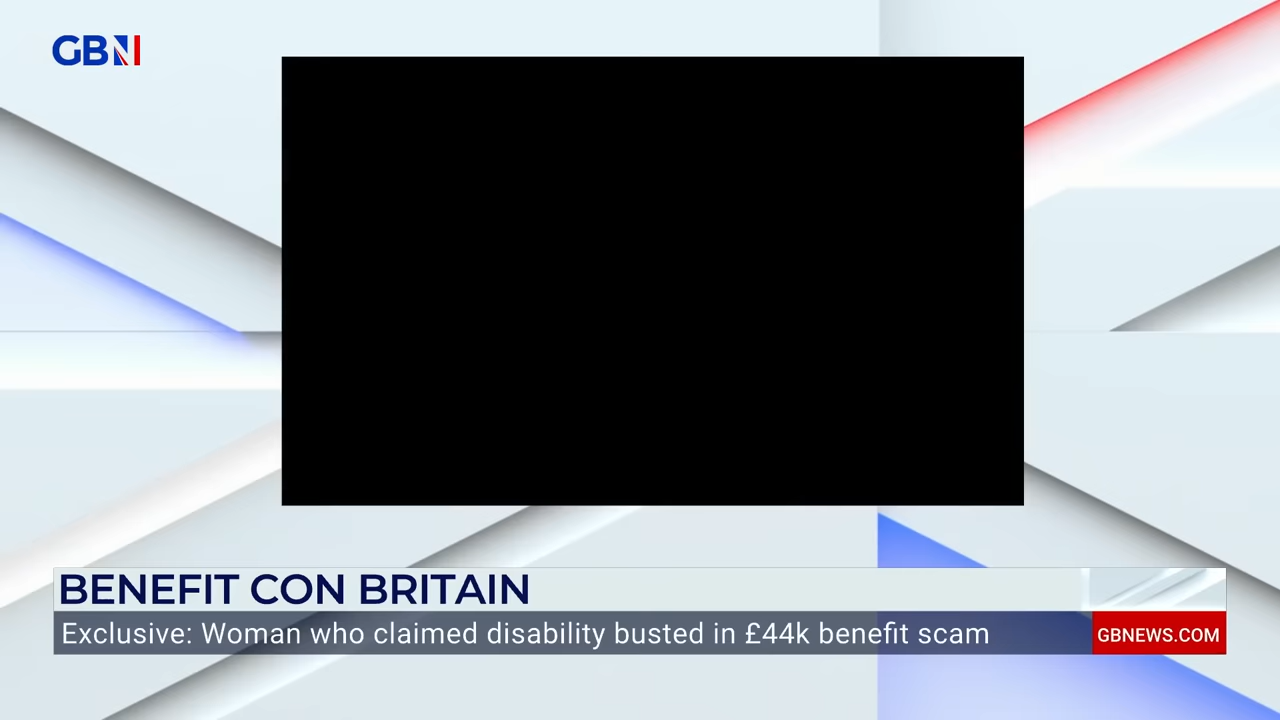 GBN
BENEFIT CON BRITAIN
Exclusive: Woman who claimed disability busted in £44k benefit scam
GBNEWS.COM